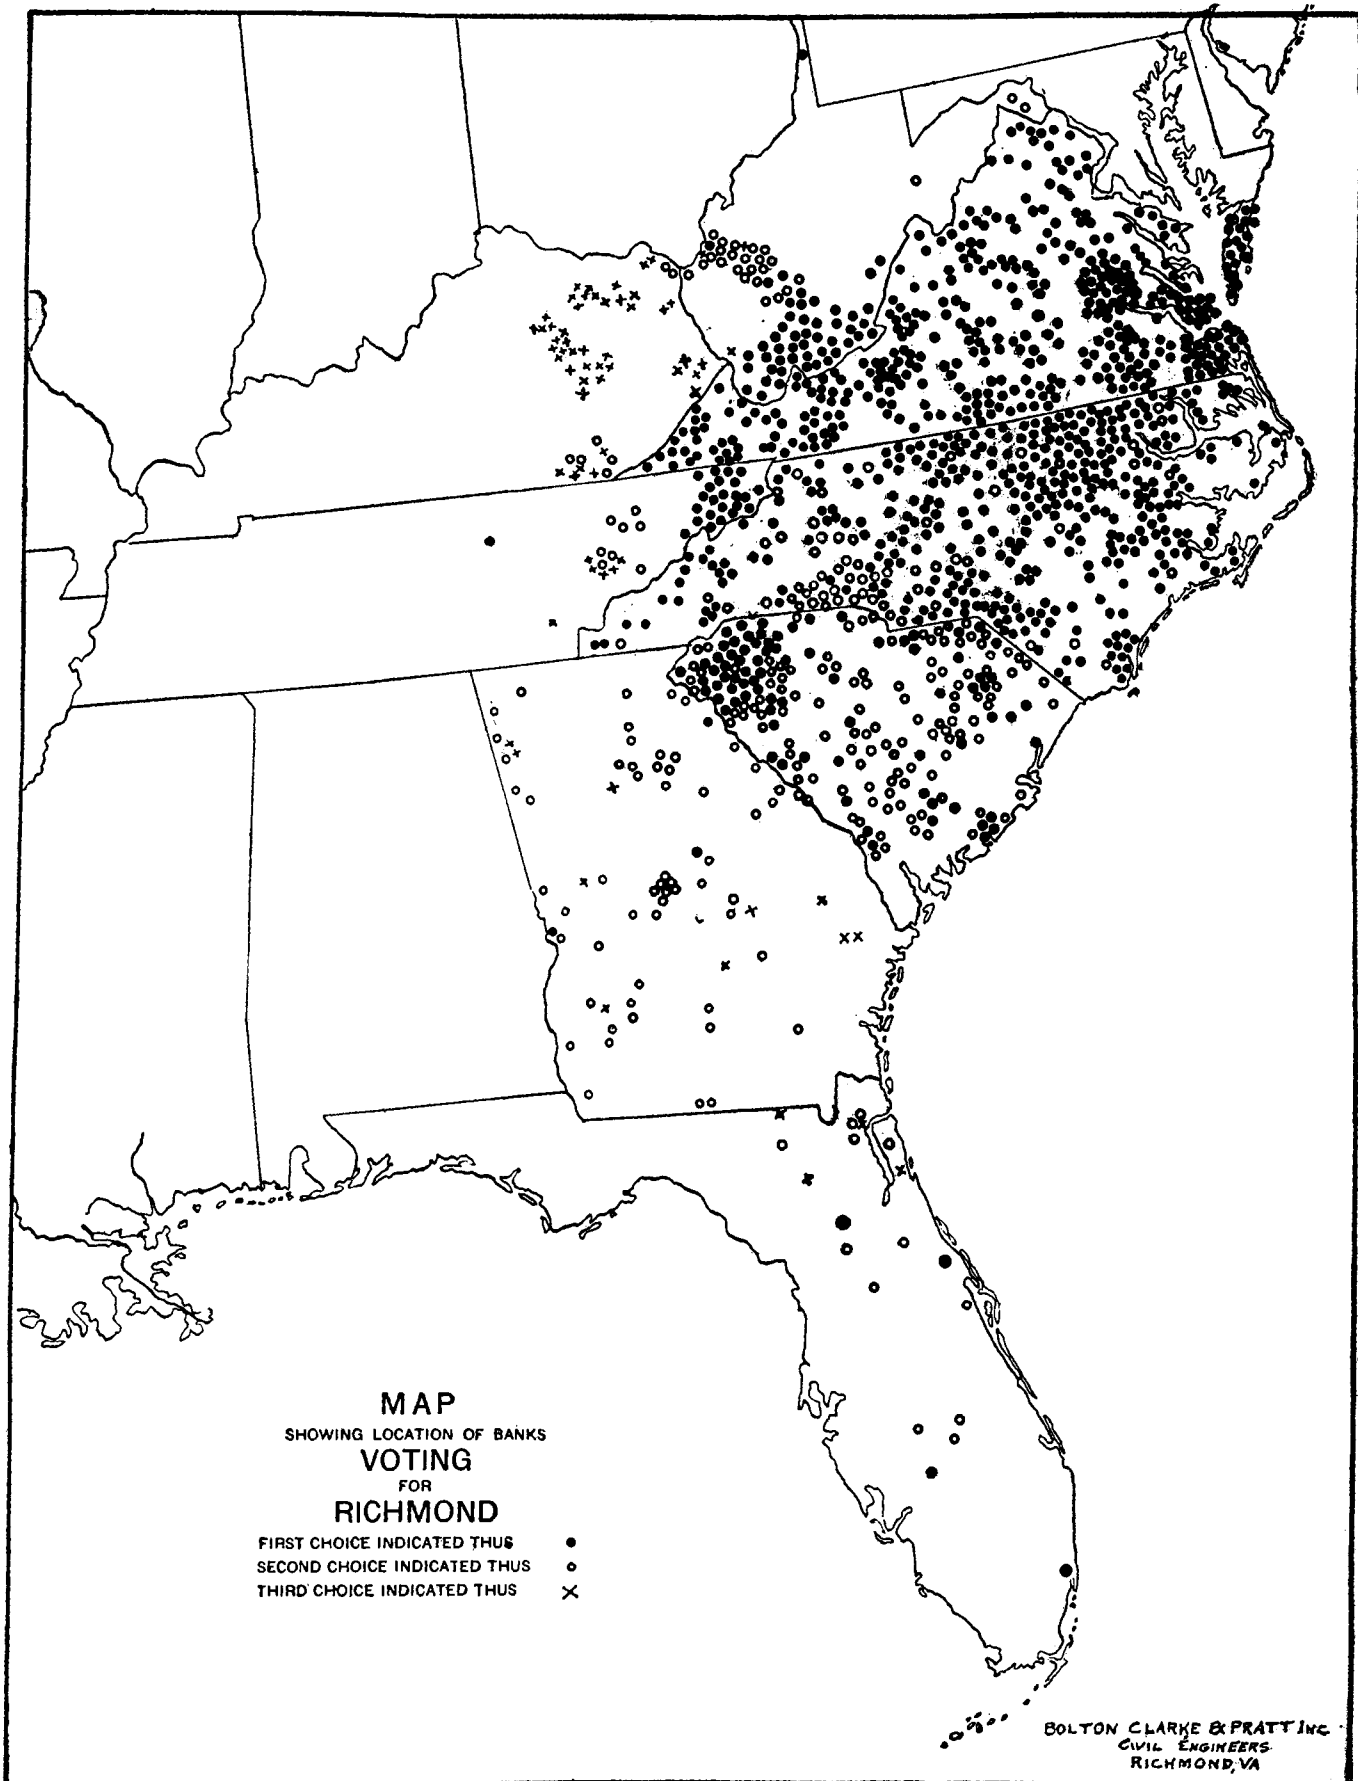 MAP
SHOWING LOCATION OF BANKS
VOTING
FOR
RICHMOND
FIRST CHOICE INDICATED THUS
SECOND CHOICE INDICATED THUS
THIRD CHOICE INDICATED THUS
BOLTON CLARKE & PRATT INC
CIVIL ENGINEERS
RICHMOND, VA